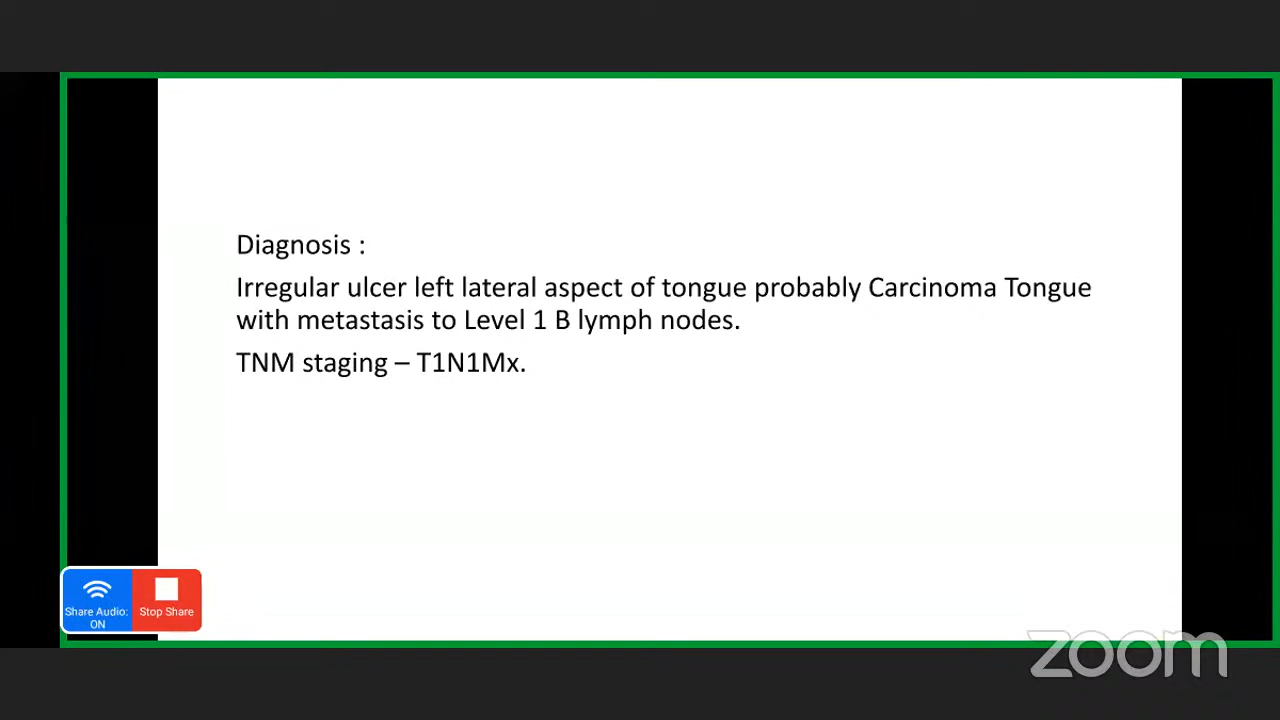 Diagnosis :
Irregular ulcer left lateral aspect of tongue probably Carcinoma Tongue
with metastasis to Level 1 B lymph nodes.
TNM staging – T1N1Mx.
Share Audio: Stop Share
ON
zoom